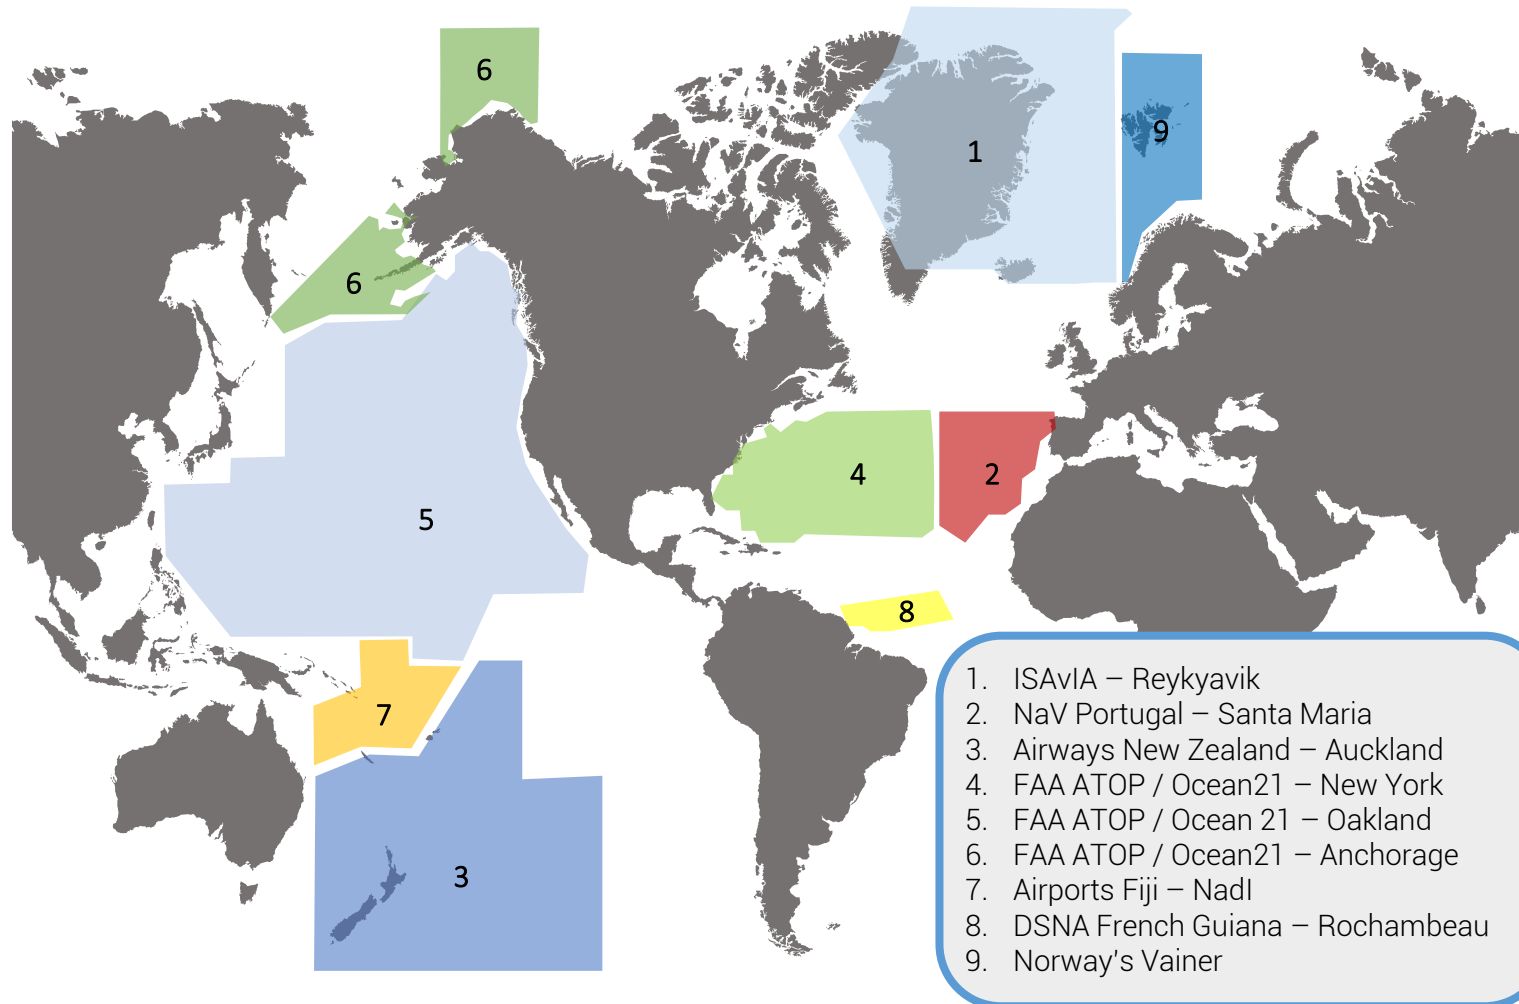 6
1
9
6
4
2
5
8
7
3
1. ISAvIA – Reykyavik
2. NaV Portugal – Santa Maria
3. Airways New Zealand – Auckland
4. FAA ATOP / Ocean21 – New York
5. FAA ATOP / Ocean 21 – Oakland
6. FAA ATOP / Ocean21 – Anchorage
7. Airports Fiji – NadI
8. DSNA French Guiana – Rochambeau
9. Norway's Vainer